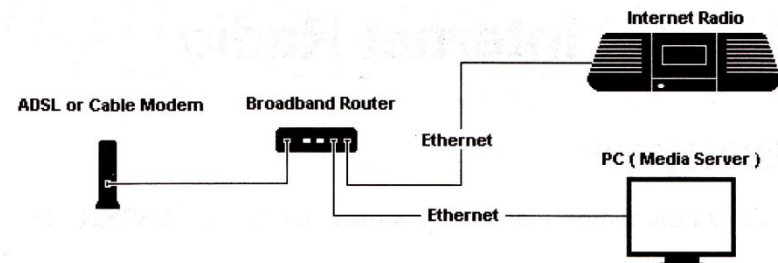 Internet Radio
ADSL or Cable Modem
Broadband Router
Ethernet
PC ( Media Server )
Ethernet